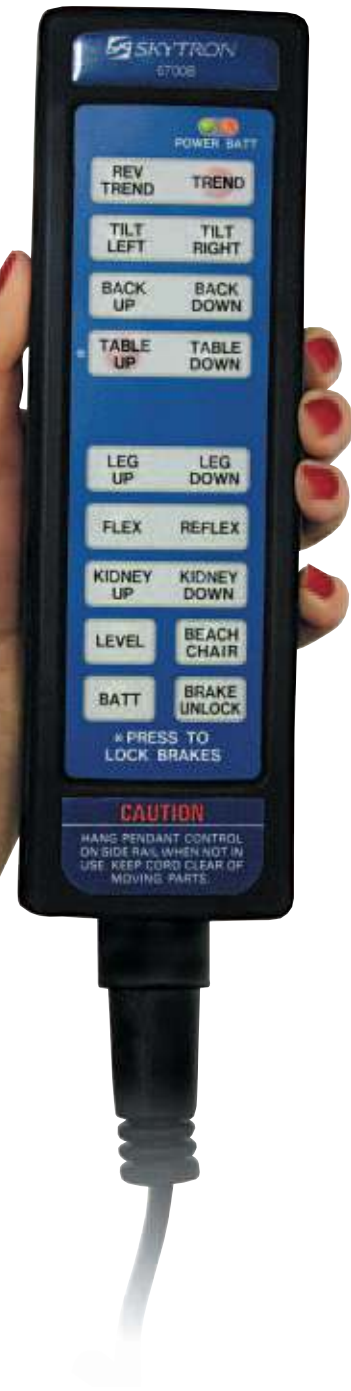 SKYTRON
6700B
POWER BATT
REV TREND
TREND
TILT LEFT
TILT RIGHT
BACK UP
BACK DOWN
* TABLE UP
TABLE DOWN
LEG UP
LEG DOWN
FLEX
REFLEX
KIDNEY UP
KIDNEY DOWN
LEVEL
BEACH CHAIR
BATT
BRAKE UNLOCK
* PRESS TO
LOCK BRAKES
CAUTION
HANG PENDANT CONTROL
ON SIDE RAIL WHEN NOT IN
USE. KEEP CORD CLEAR OF
MOVING PARTS.